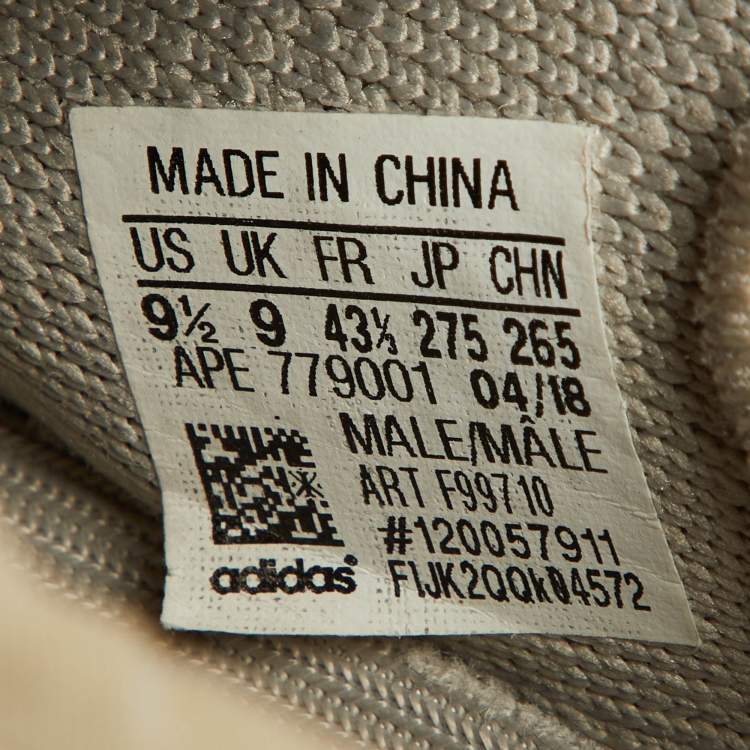 MADE IN CHINA
US UK FR JP CHN
9½ 9 43⅓ 275 265
APE 779001 04/18
MALE/MÂLE
ART F99710
#120057911
adidas® FIJK2QQk04572